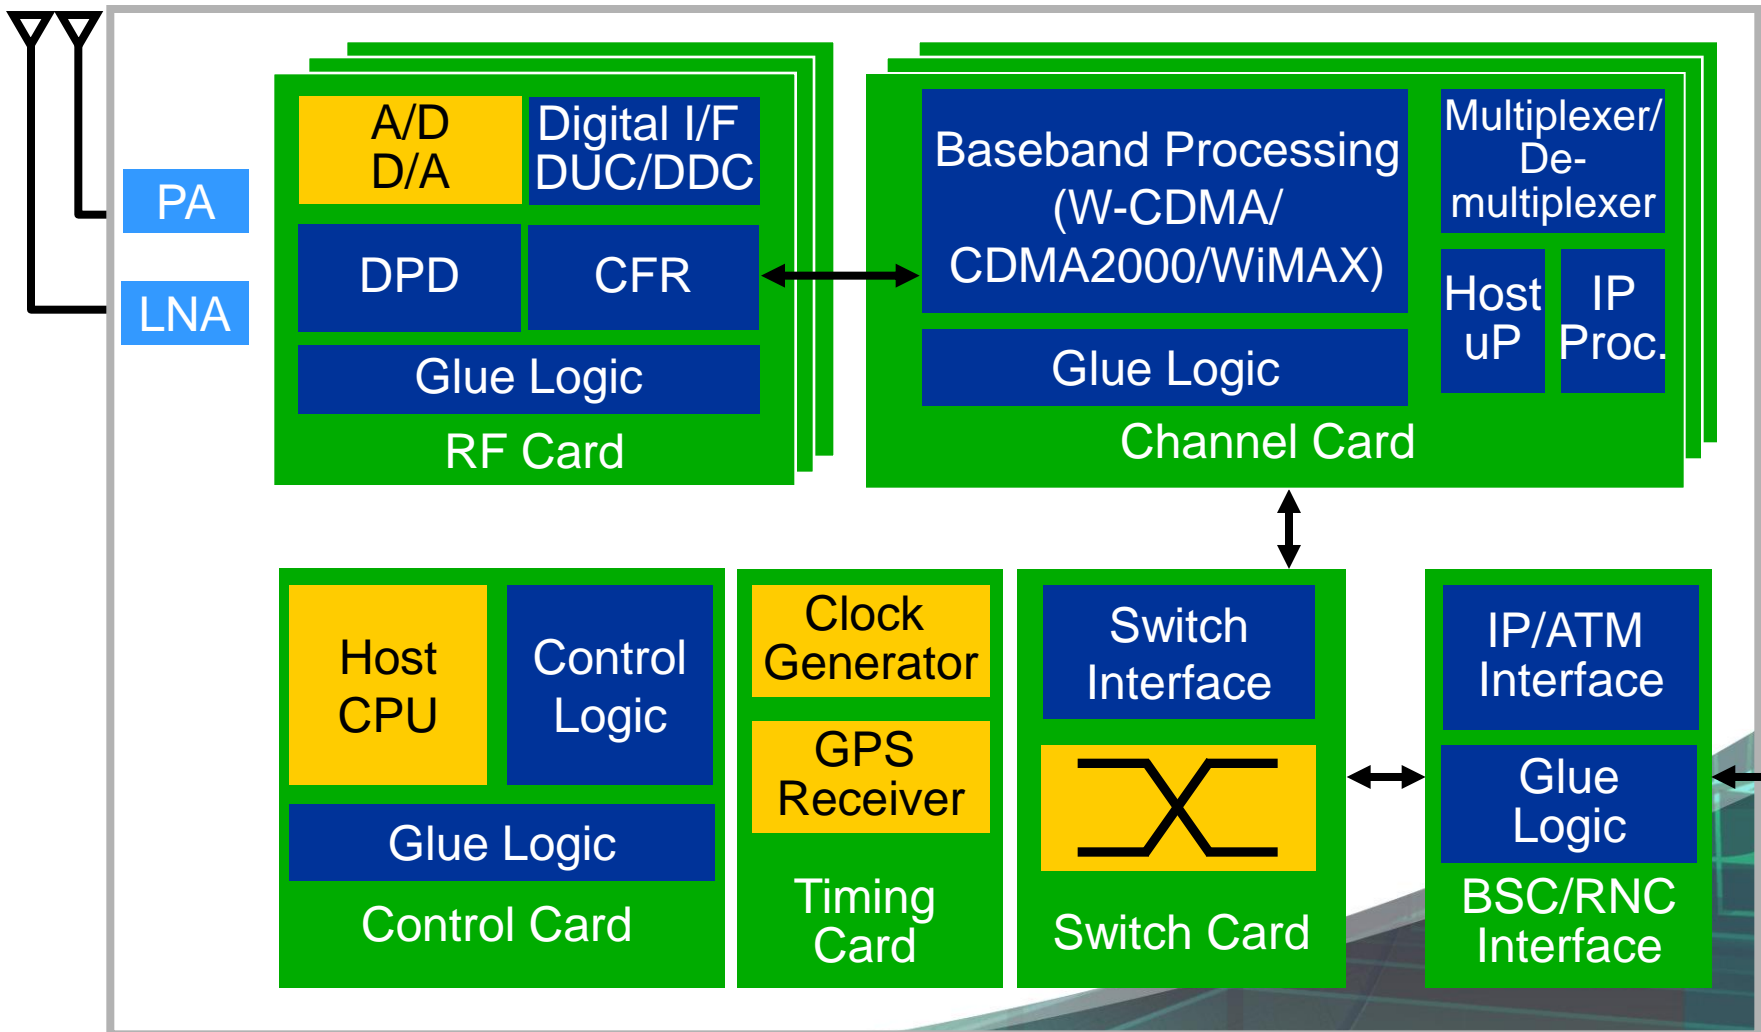 PA
LNA
A/D
D/A
Digital I/F
DUC/DDC
DPD
CFR
Glue Logic
RF Card
Baseband Processing
(W-CDMA/
CDMA2000/WiMAX)
Glue Logic
Multiplexer/
De-
multiplexer
Host
uP
IP
Proc.
Channel Card
Host
CPU
Control
Logic
Glue Logic
Control Card
Clock
Generator
GPS
Receiver
Timing
Card
Switch
Interface
Switch Card
IP/ATM
Interface
Glue
Logic
BSC/RNC
Interface